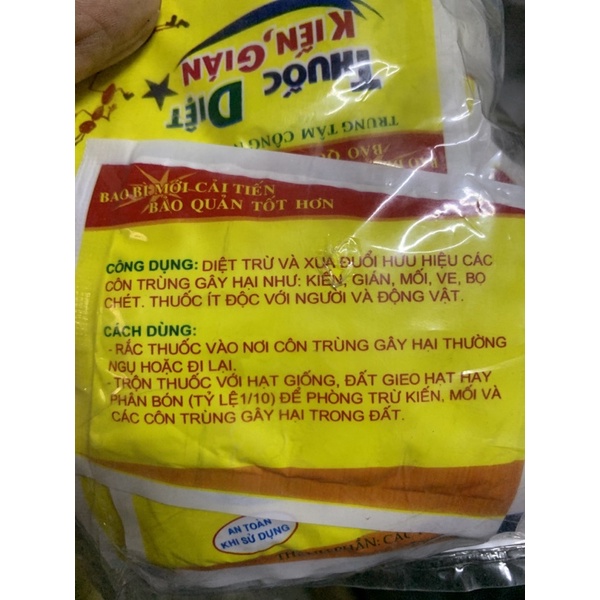 THUỐC DIỆT
KIẾN, GIÁN
TRUNG TÂM CÔNG
BAO BÌ MỚI CẢI TIẾN
BẢO QUẢN TỐT HƠN
CÔNG DỤNG: DIỆT TRỪ VÀ XUA ĐUỔI HỮU HIỆU CÁC
CÔN TRÙNG GÂY HẠI NHƯ: KIẾN, GIÁN, MỐI, VE, BỌ
CHÉT. THUỐC ÍT ĐỘC VỚI NGƯỜI VÀ ĐỘNG VẬT.
CÁCH DÙNG:
- RẮC THUỐC VÀO NƠI CÔN TRÙNG GÂY HẠI THƯỜNG
NGỤ HOẶC ĐI LẠI.
- TRỘN THUỐC VỚI HẠT GIỐNG, ĐẤT GIEO HẠT HAY
PHÂN BÓN (TỶ LỆ 1/10) ĐỂ PHÒNG TRỪ KIẾN, MỐI VÀ
CÁC CÔN TRÙNG GÂY HẠI TRONG ĐẤT.
AN TOÀN
KHI SỬ DỤNG